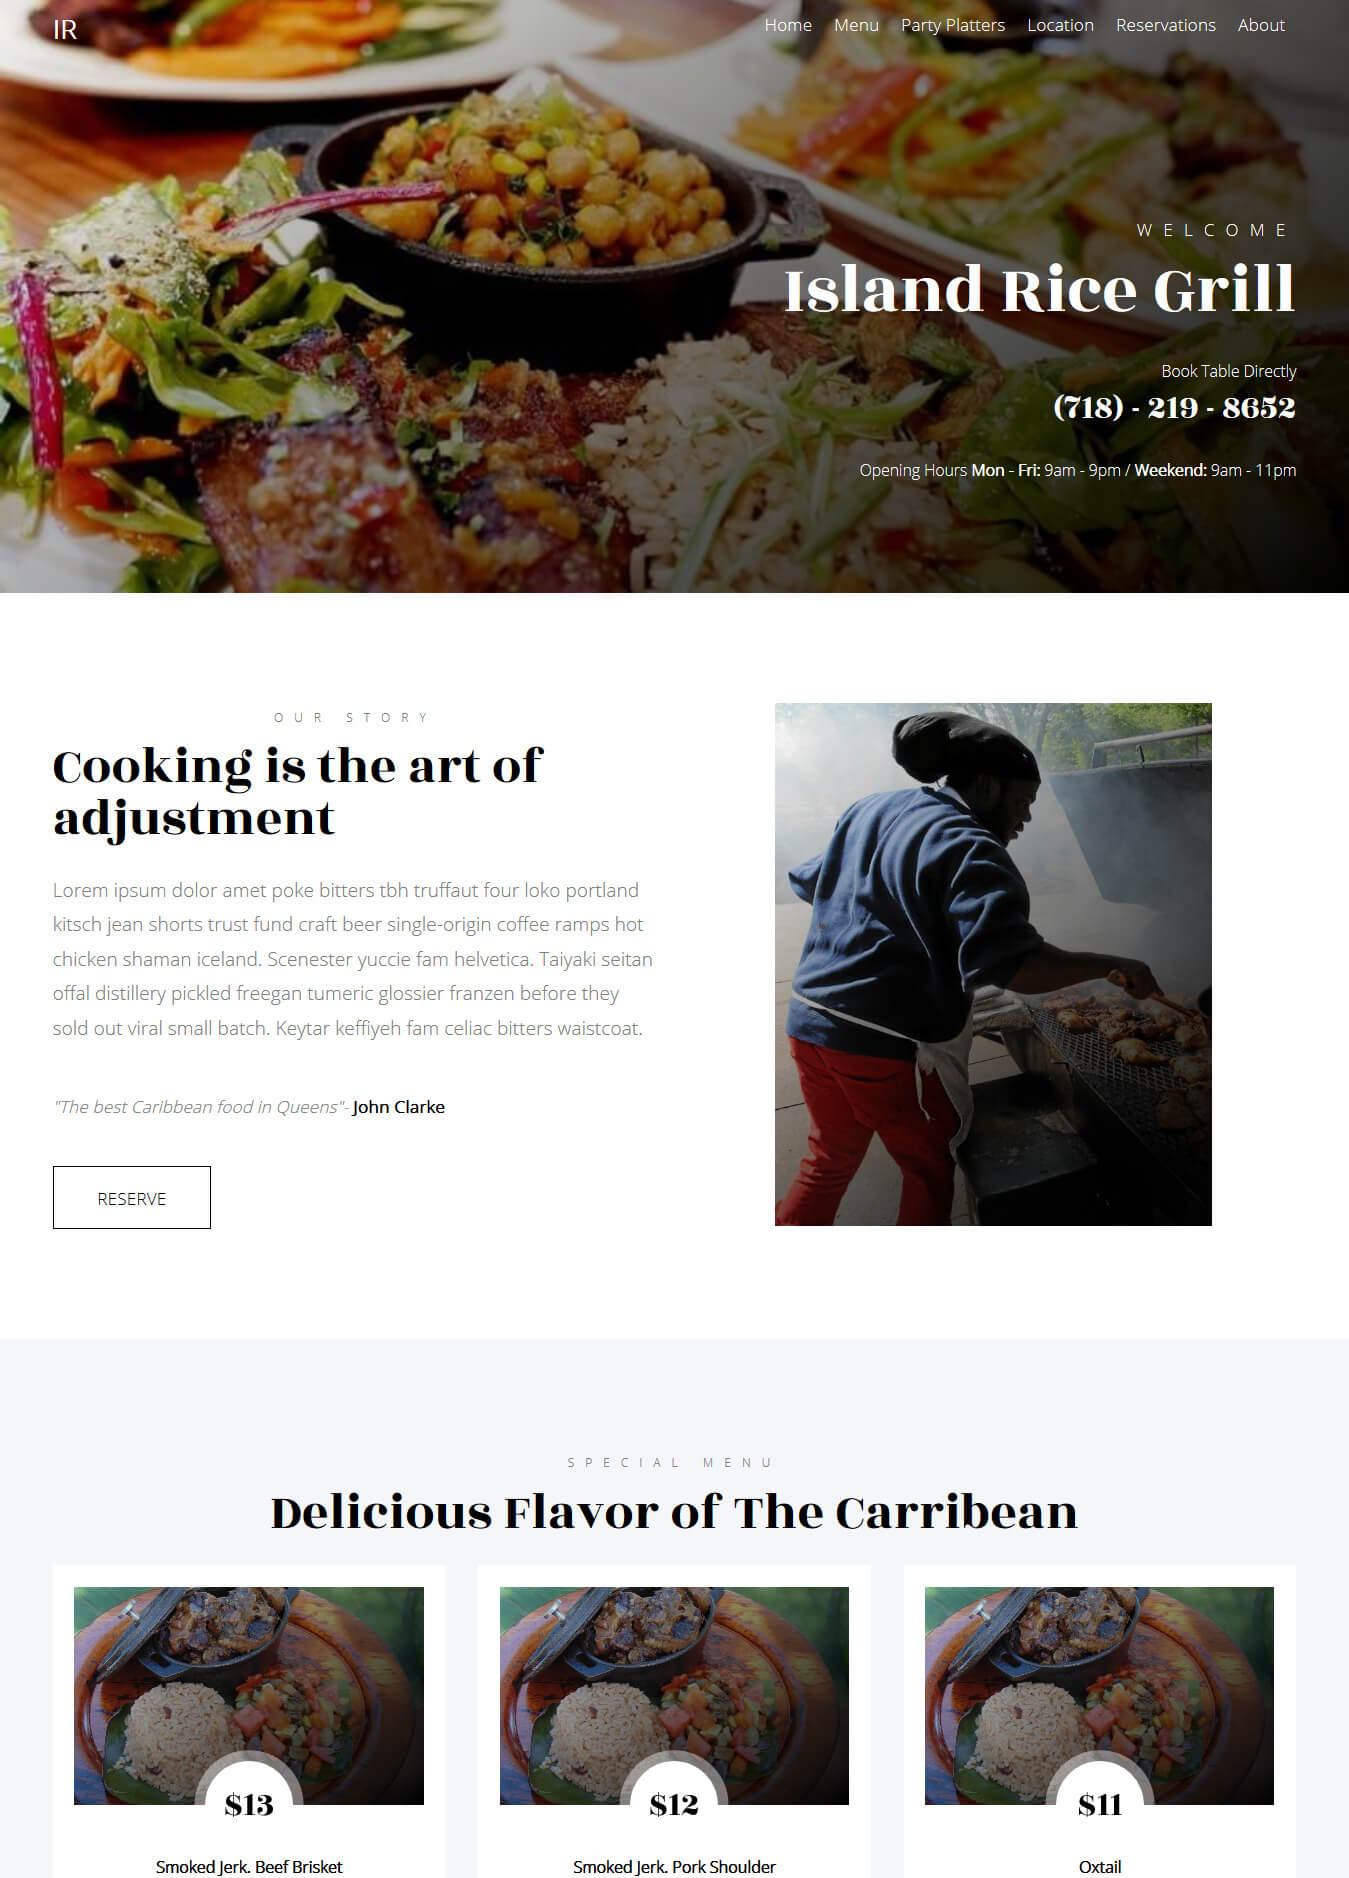 IR
Home Menu Party Platters Location Reservations About
WELCOME
Island Rice Grill
Book Table Directly
(718) - 219 - 8652
Opening Hours Mon - Fri: 9am - 9pm / Weekend: 9am - 11pm
OUR STORY
Cooking is the art of
adjustment
Lorem ipsum dolor amet poke bitters tbh truffaut four loko portland
kitsch jean shorts trust fund craft beer single-origin coffee ramps hot
chicken shaman iceland. Scenester yuccie fam helvetica. Taiyaki seitan
offal distillery pickled freegan tumeric glossier franzen before they
sold out viral small batch. Keytar keffiyeh fam celiac bitters waistcoat.
"The best Caribbean food in Queens"- John Clarke
RESERVE
SPECIAL MENU
Delicious Flavor of The Carribean
$13
Smoked Jerk. Beef Brisket
$12
Smoked Jerk. Pork Shoulder
$11
Oxtail